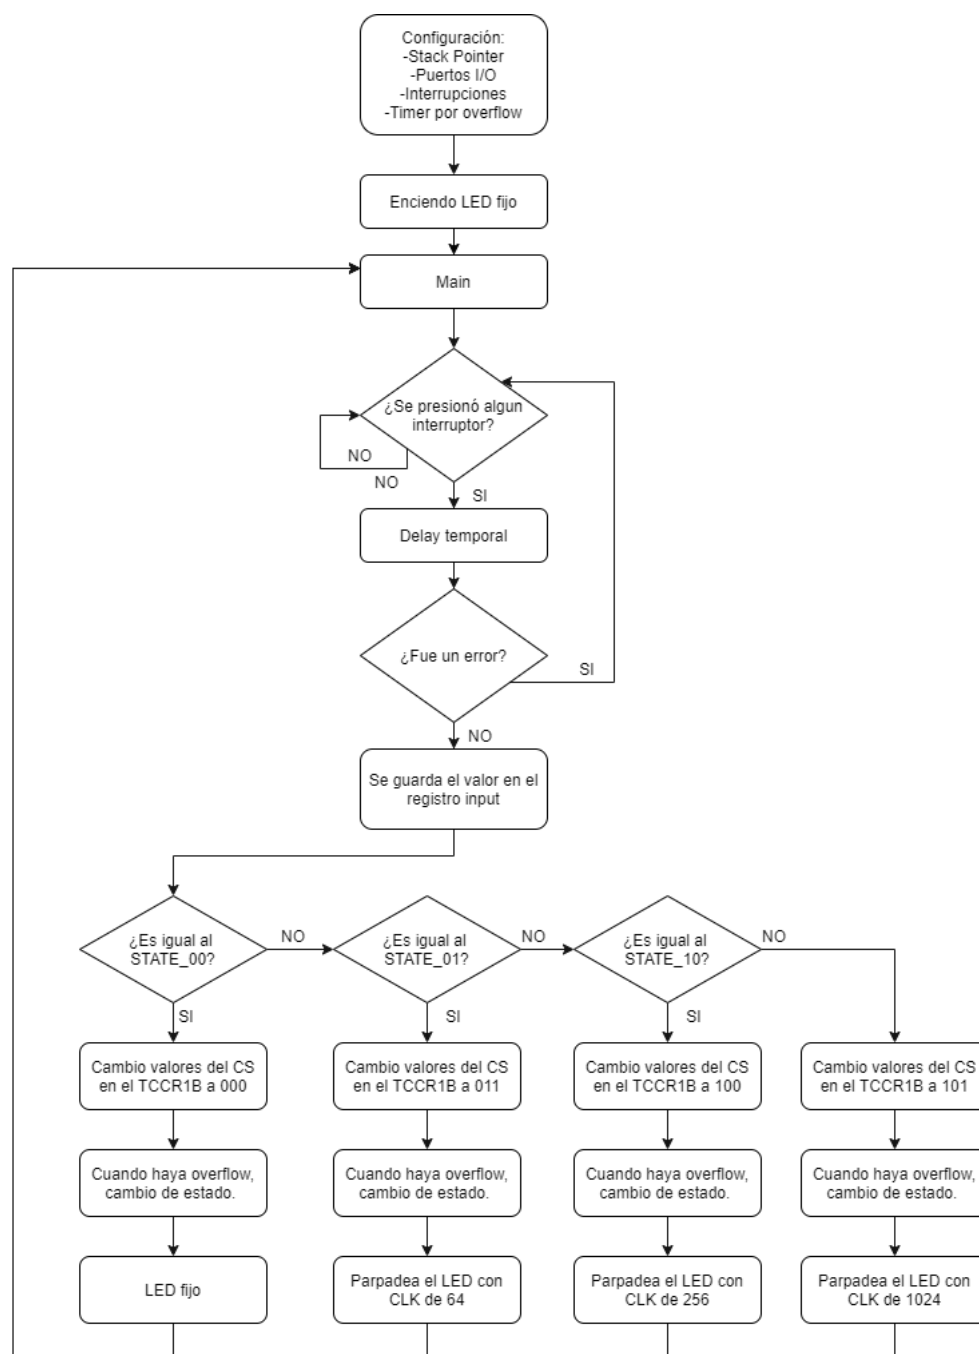 Configuración:
-Stack Pointer
-Puertos I/O
-Interrupciones
-Timer por overflow
Enciendo LED fijo
Main
¿Se presionó algun
interruptor?
NO
NO
SI
Delay temporal
¿Fue un error?
SI
NO
Se guarda el valor en el
registro input
¿Es igual al
STATE_00?
NO
¿Es igual al
STATE_01?
NO
¿Es igual al
STATE_10?
NO
SI
SI
SI
Cambio valores del CS
en el TCCR1B a 000
Cambio valores del CS
en el TCCR1B a 011
Cambio valores del CS
en el TCCR1B a 100
Cambio valores del CS
en el TCCR1B a 101
Cuando haya overflow,
cambio de estado.
Cuando haya overflow,
cambio de estado.
Cuando haya overflow,
cambio de estado.
Cuando haya overflow,
cambio de estado.
LED fijo
Parpadea el LED con
CLK de 64
Parpadea el LED con
CLK de 256
Parpadea el LED con
CLK de 1024